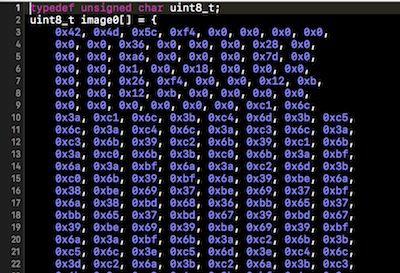 1 typedef unsigned char uint8_t;
2 uint8_t image0[] = {
3 0x42, 0x4d, 0x5c, 0xf4, 0x0, 0x0, 0x0, 0x0,
4 0x0, 0x0, 0x36, 0x0, 0x0, 0x0, 0x28, 0x0,
5 0x0, 0x0, 0xa6, 0x0, 0x0, 0x0, 0x7d, 0x0,
6 0x0, 0x0, 0x1, 0x0, 0x18, 0x0, 0x0, 0x0,
7 0x0, 0x0, 0x26, 0xf4, 0x0, 0x0, 0x12, 0xb,
8 0x0, 0x0, 0x12, 0xb, 0x0, 0x0, 0x0, 0x0,
9 0x0, 0x0, 0x0, 0x0, 0x0, 0x0, 0xc1, 0x6c,
10 0x3a, 0xc1, 0x6c, 0x3b, 0xc4, 0x6d, 0x3b, 0xc5,
11 0x6c, 0x3a, 0xc4, 0x6c, 0x3a, 0xc3, 0x6c, 0x3a,
12 0xc3, 0x6b, 0x39, 0xc2, 0x6b, 0x39, 0xc1, 0x6b,
13 0x3a, 0xc0, 0x6b, 0x3b, 0xc0, 0x6b, 0x3a, 0xbf,
14 0x6a, 0x3a, 0xbf, 0x6a, 0x3a, 0xc2, 0x6d, 0x3b,
15 0xc0, 0x6b, 0x39, 0xbf, 0x6a, 0x39, 0xbe, 0x6a,
16 0x38, 0xbe, 0x69, 0x37, 0xbe, 0x69, 0x37, 0xbf,
17 0x6a, 0x38, 0xbd, 0x68, 0x36, 0xbb, 0x65, 0x37,
18 0xbb, 0x65, 0x37, 0xbd, 0x67, 0x39, 0xbd, 0x67,
19 0x39, 0xbe, 0x69, 0x39, 0xbe, 0x69, 0x39, 0xbf,
20 0x6a, 0x3a, 0xbf, 0x6b, 0x3a, 0xc2, 0x6b, 0x3b,
21 0xc5, 0x6c, 0x3e, 0xc5, 0x6d, 0x3e, 0xc4, 0x6c,
22 0x3d, 0xc2, 0x6a, 0x3b, 0xc2, 0x6a, 0x3b, 0xc3